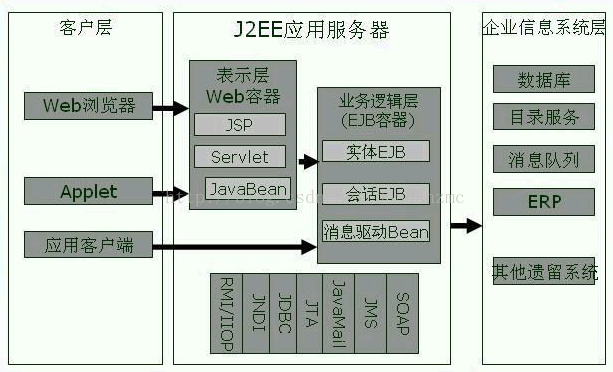 客户层
Web浏览器
Applet
应用客户端
J2EE应用服务器
表示层
Web容器
JSP
Servlet
JavaBean
业务逻辑层
(EJB容器)
实体EJB
会话EJB
消息驱动Bean
RMI/IIOP
JNDI
JDBC
JTA
JavaMail
JMS
SOAP
企业信息系统层
数据库
目录服务
消息队列
ERP
其他遗留系统